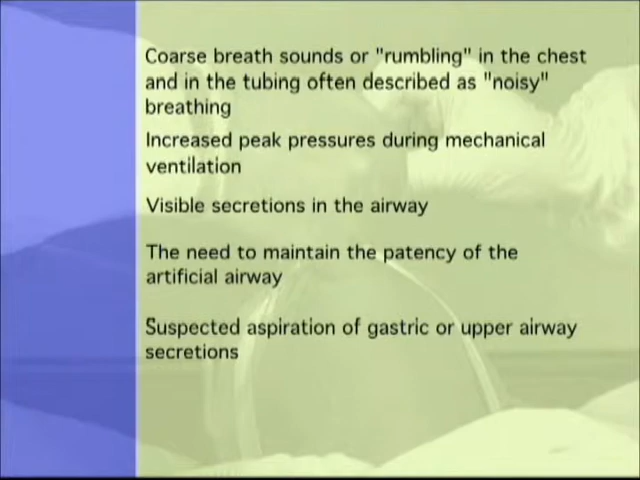 Coarse breath sounds or "rumbling" in the chest
and in the tubing often described as "noisy"
breathing
Increased peak pressures during mechanical
ventilation
Visible secretions in the airway
The need to maintain the patency of the
artificial airway
Suspected aspiration of gastric or upper airway
secretions